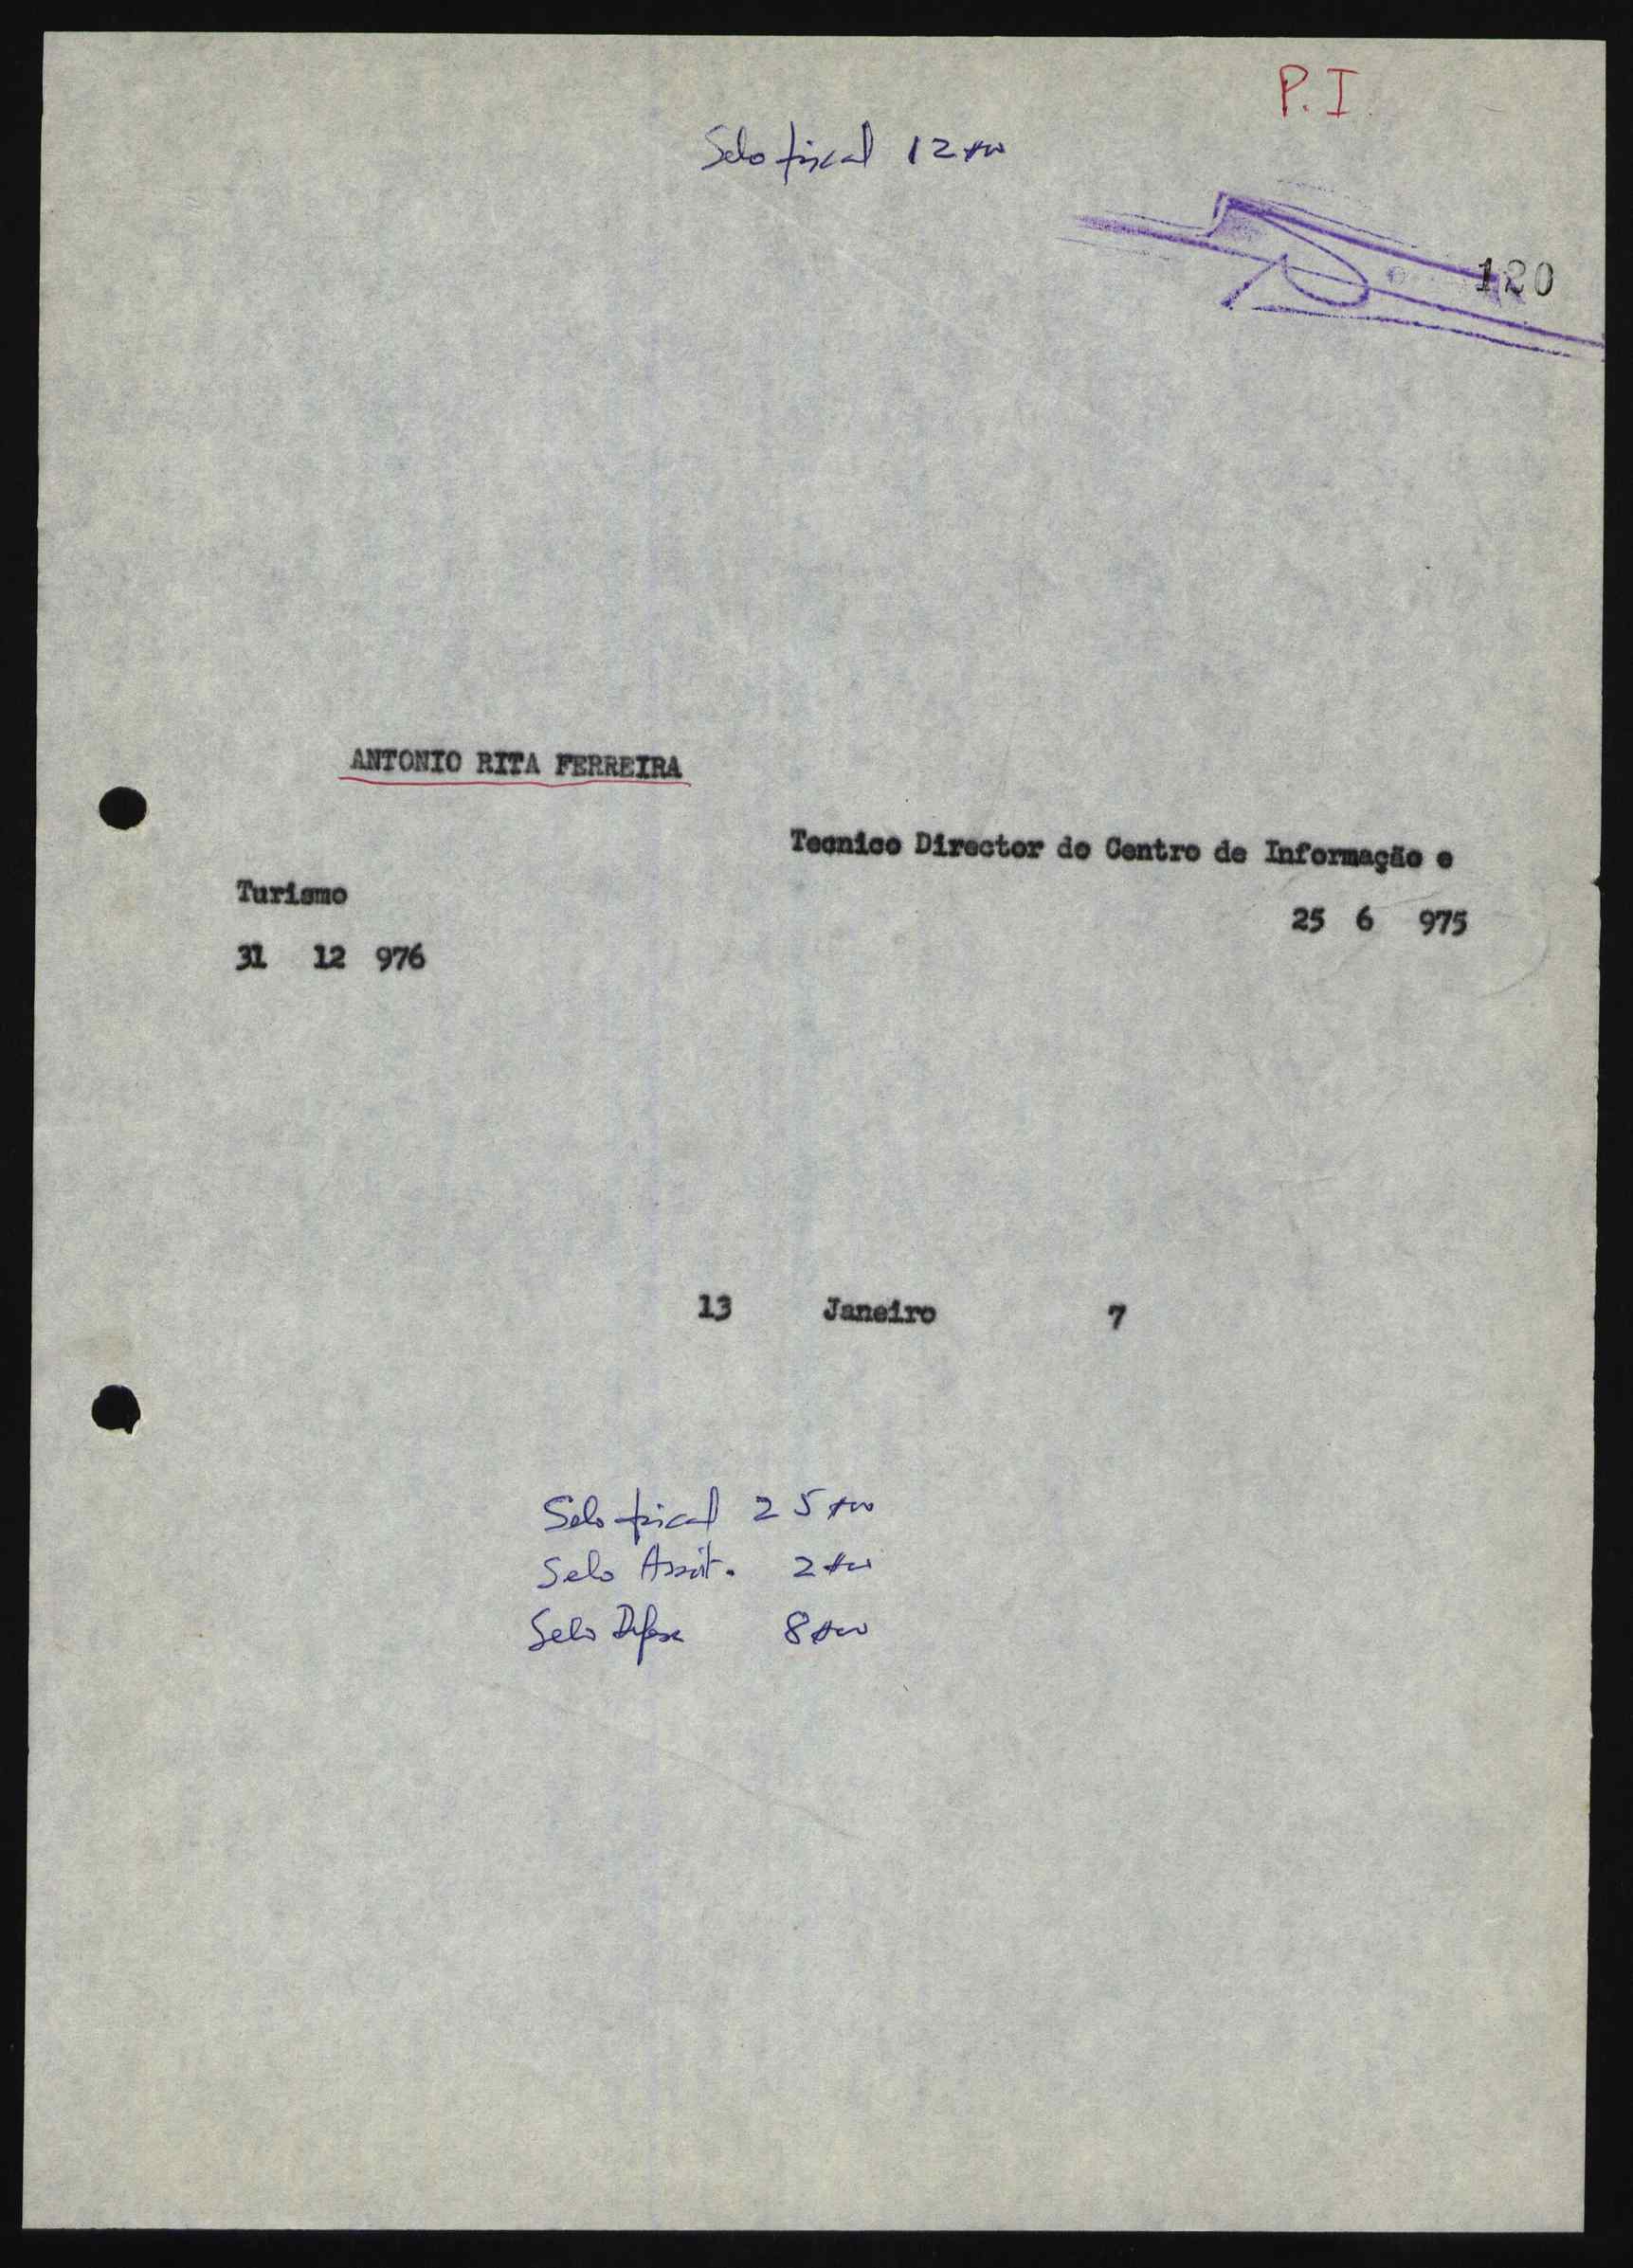 P.I.
Selo fiscal 12$00
120
ANTONIO RITA FERREIRA
Tecnico Director do Centro de Informação e
Turismo
25 6 975
31 12 976
13 Janeiro 7
Selo fiscal 25$00
Selo Assist. 2$00
Selo Defesa 8$00